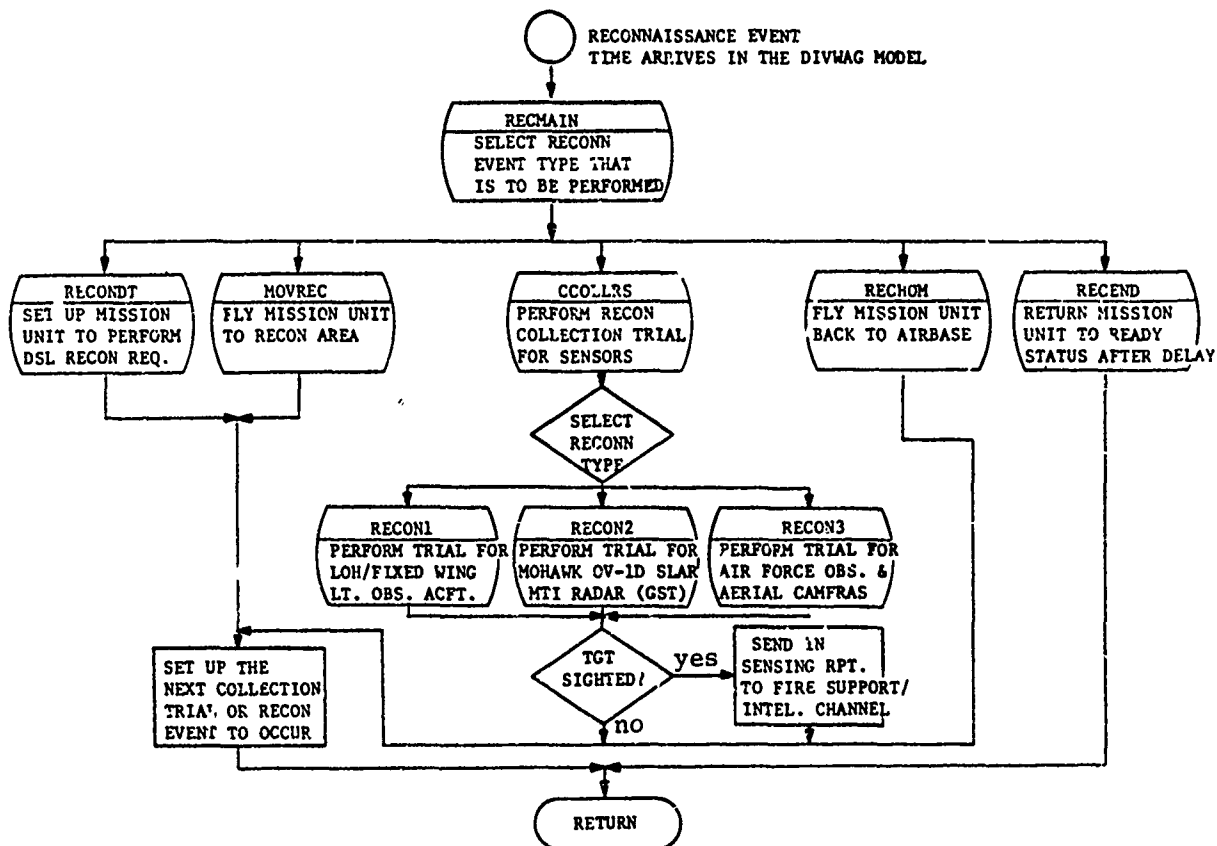 RECONNAISSANCE EVENT
TIME ARRIVES IN THE DIVWAG MODEL
RECMAIN
SELECT RECONN
EVENT TYPE THAT
IS TO BE PERFORMED
RECONDT
SET UP MISSION
UNIT TO PERFORM
DSL RECON REQ.
MOVREC
FLY MISSION UNIT
TO RECON AREA
CCOLLRS
PERFORM RECON
COLLECTION TRIAL
FOR SENSORS
RECHOM
FLY MISSION UNIT
BACK TO AIRBASE
RECEND
RETURN MISSION
UNIT TO READY
STATUS AFTER DELAY
SELECT
RECONN
TYPE
RECON1
PERFORM TRIAL FOR
LOH/FIXED WING
LT. OBS. ACFT.
RECON2
PERFORM TRIAL FOR
MOHAWK OV-1D SLAR
MTI RADAR (GST)
RECON3
PERFORM TRIAL FOR
AIR FORCE OBS. &
AERIAL CAMERAS
TGT
SIGHTED?
yes
no
SEND IN
SENSING RPT.
TO FIRE SUPPORT/
INTEL. CHANNEL
SET UP THE
NEXT COLLECTION
TRIAL OR RECON
EVENT TO OCCUR
RETURN